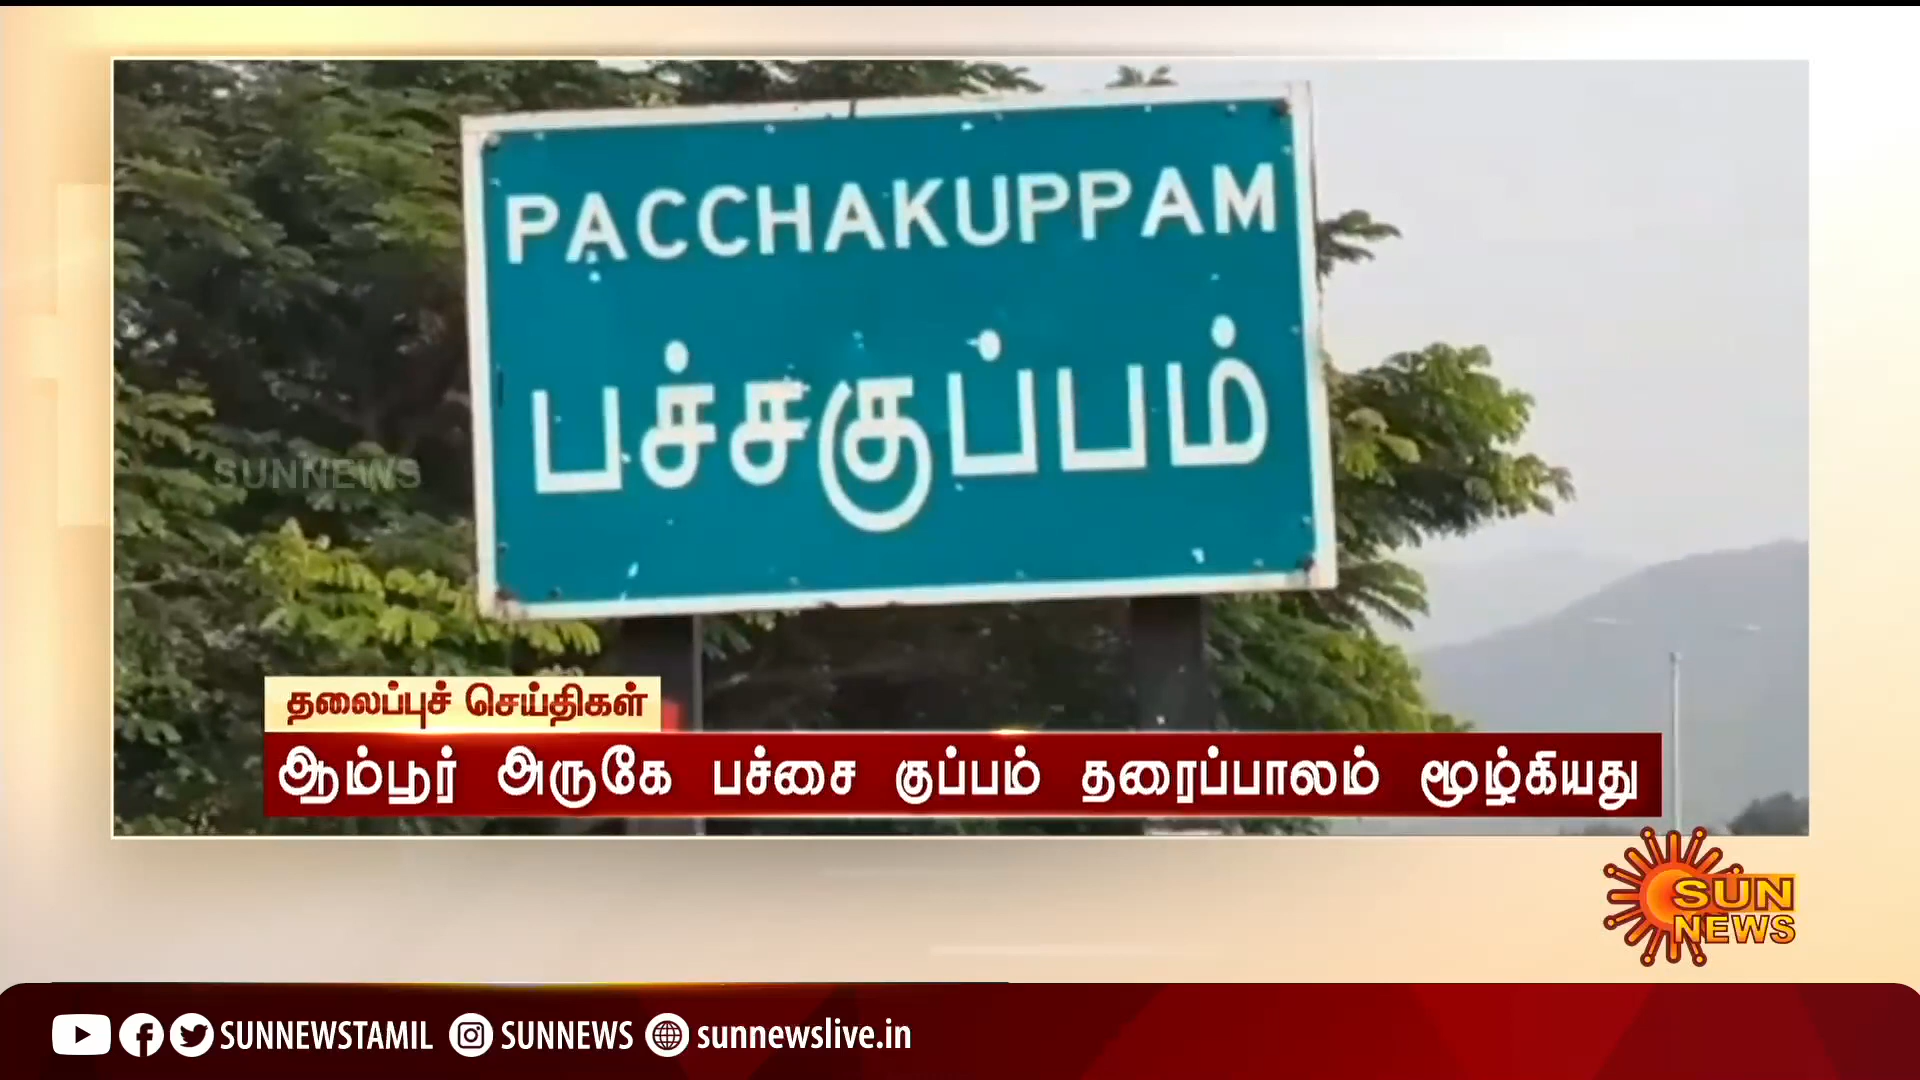 PACCHAKUPPAM
பச்சகுப்பம்
SUNNEWS
தலைப்புச் செய்திகள்
ஆம்பூர் அருகே பச்சை குப்பம் தரைப்பாலம் மூழ்கியது
SUN
NEWS
SUNNEWSTAMIL SUNNEWS sunnewslive.in